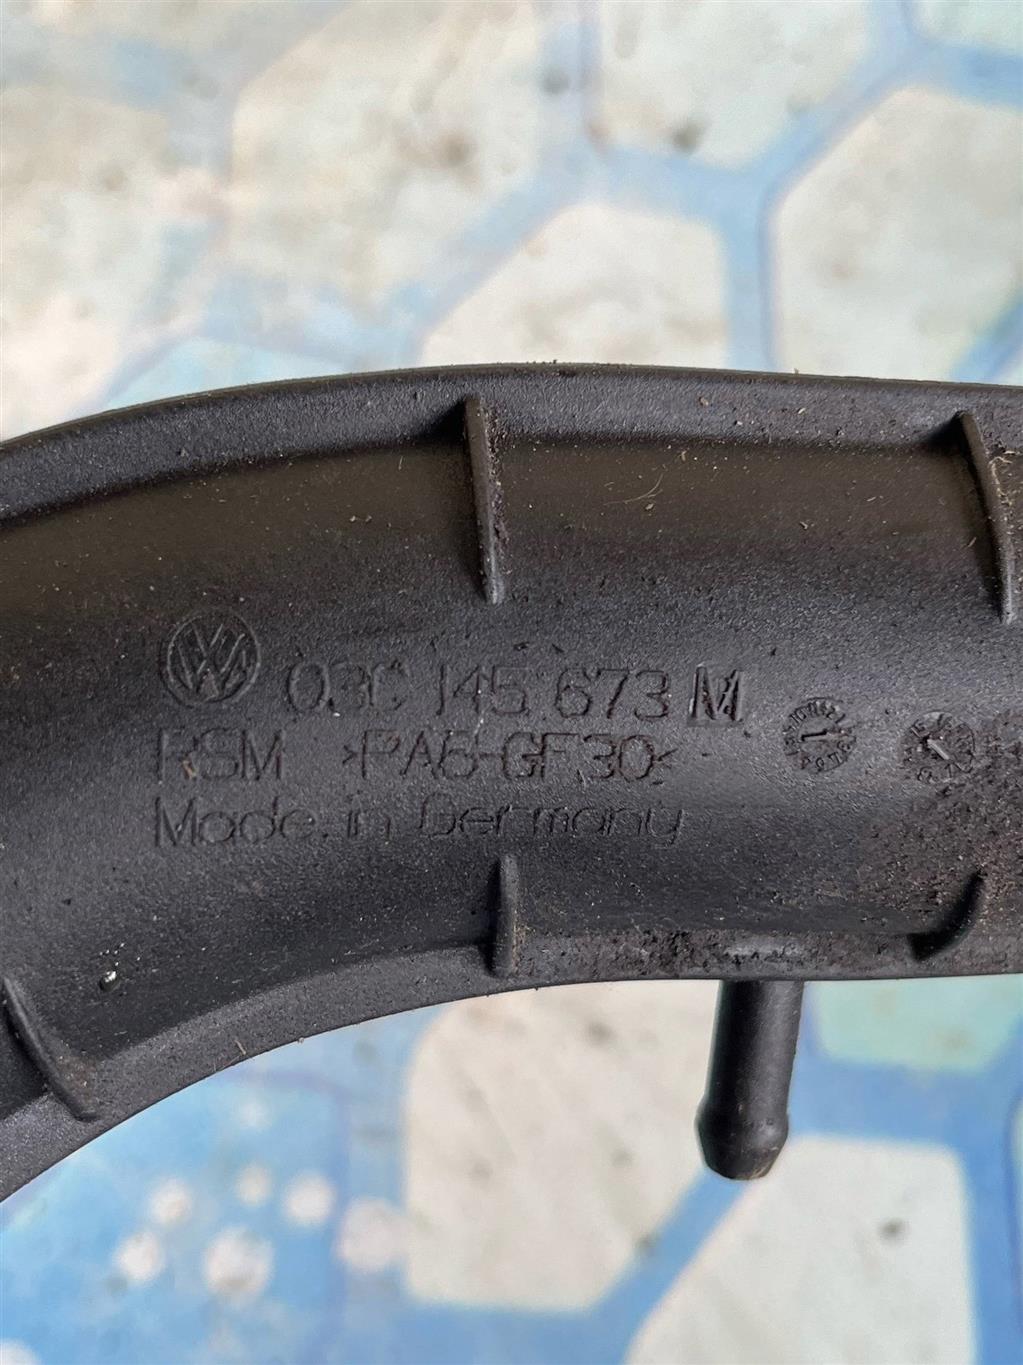 03C 145 673 M
RSM >PA6-GF30<
Made in Germany